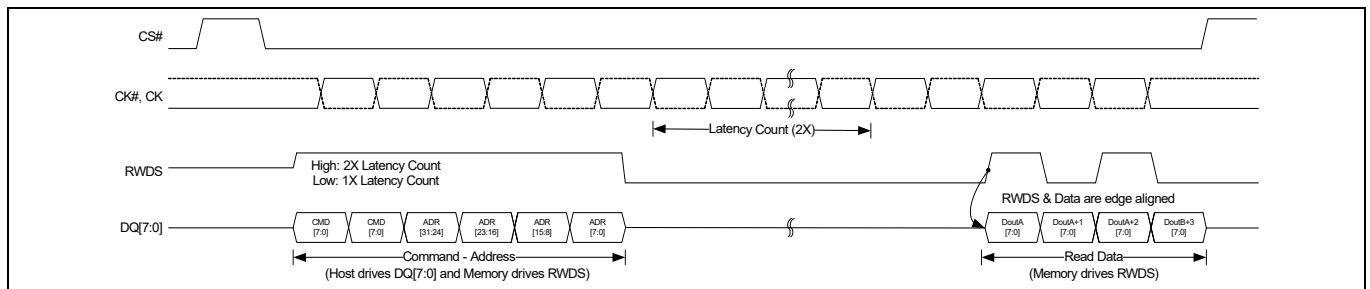 CS#
CK#, CK
Latency Count (2X)
RWDS
High: 2X Latency Count
Low: 1X Latency Count
RWDS & Data are edge aligned
DQ[7:0]
CMD [7:0]
CMD [7:0]
ADR [31:24]
ADR [23:16]
ADR [15:8]
ADR [7:0]
DoutA [7:0]
DoutA+1 [7:0]
DoutA+2 [7:0]
DoutB+3 [7:0]
Command - Address
(Host drives DQ[7:0] and Memory drives RWDS)
Read Data
(Memory drives RWDS)